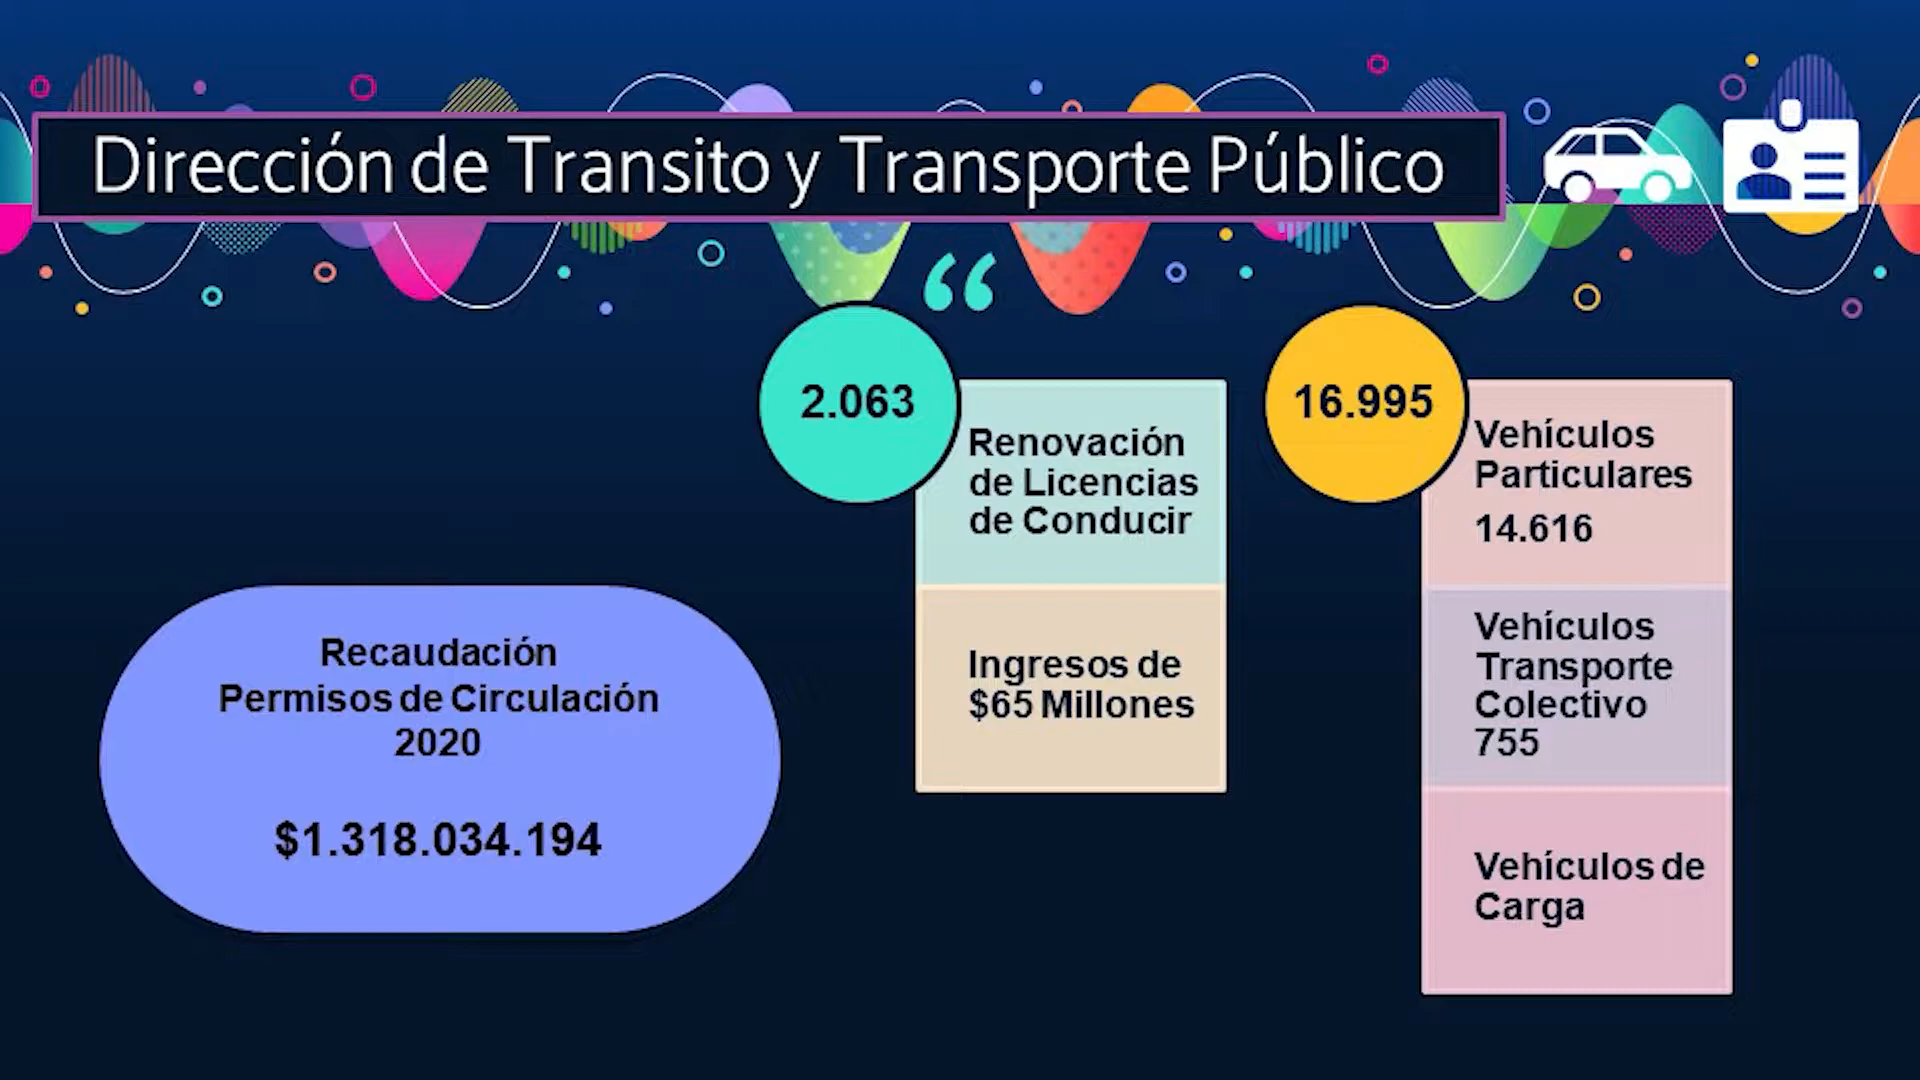 Dirección de Transito y Transporte Público
“
2.063
Renovación
de Licencias
de Conducir
Ingresos de
$65 Millones
16.995
Vehículos
Particulares
14.616
Vehículos
Transporte
Colectivo
755
Vehículos de
Carga
Recaudación
Permisos de Circulación
2020
$1.318.034.194